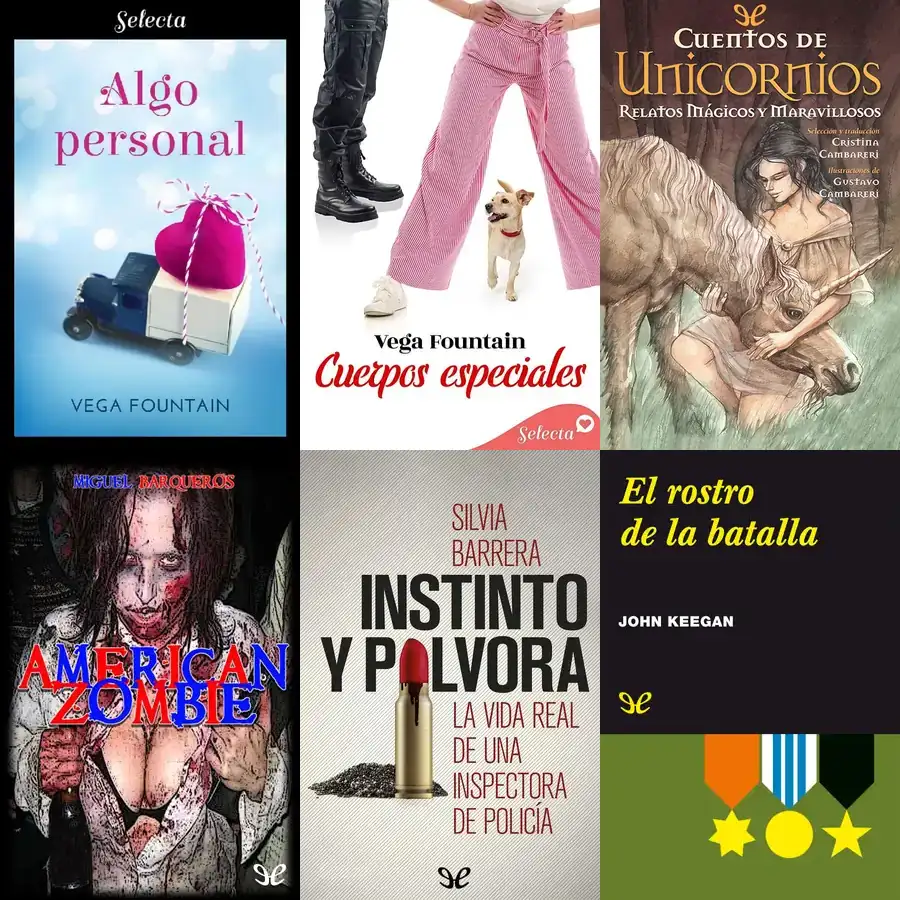 Selecta
Algo
personal
VEGA FOUNTAIN
Vega Fountain
Cuerpos especiales
Selecta
CUENTOS DE
UNICORNIOS
RELATOS MÁGICOS Y MARAVILLOSOS
Selección y traducción
CRISTINA
CAMBARERI
Ilustraciones de
GUSTAVO
CAMBARERI
MIGUEL BARQUEROS
AMERICAN
ZOMBIE
SILVIA
BARRERA
INSTINTO
Y PÓLVORA
LA VIDA REAL
DE UNA
INSPECTORA
DE POLICÍA
El rostro
de la batalla
JOHN KEEGAN